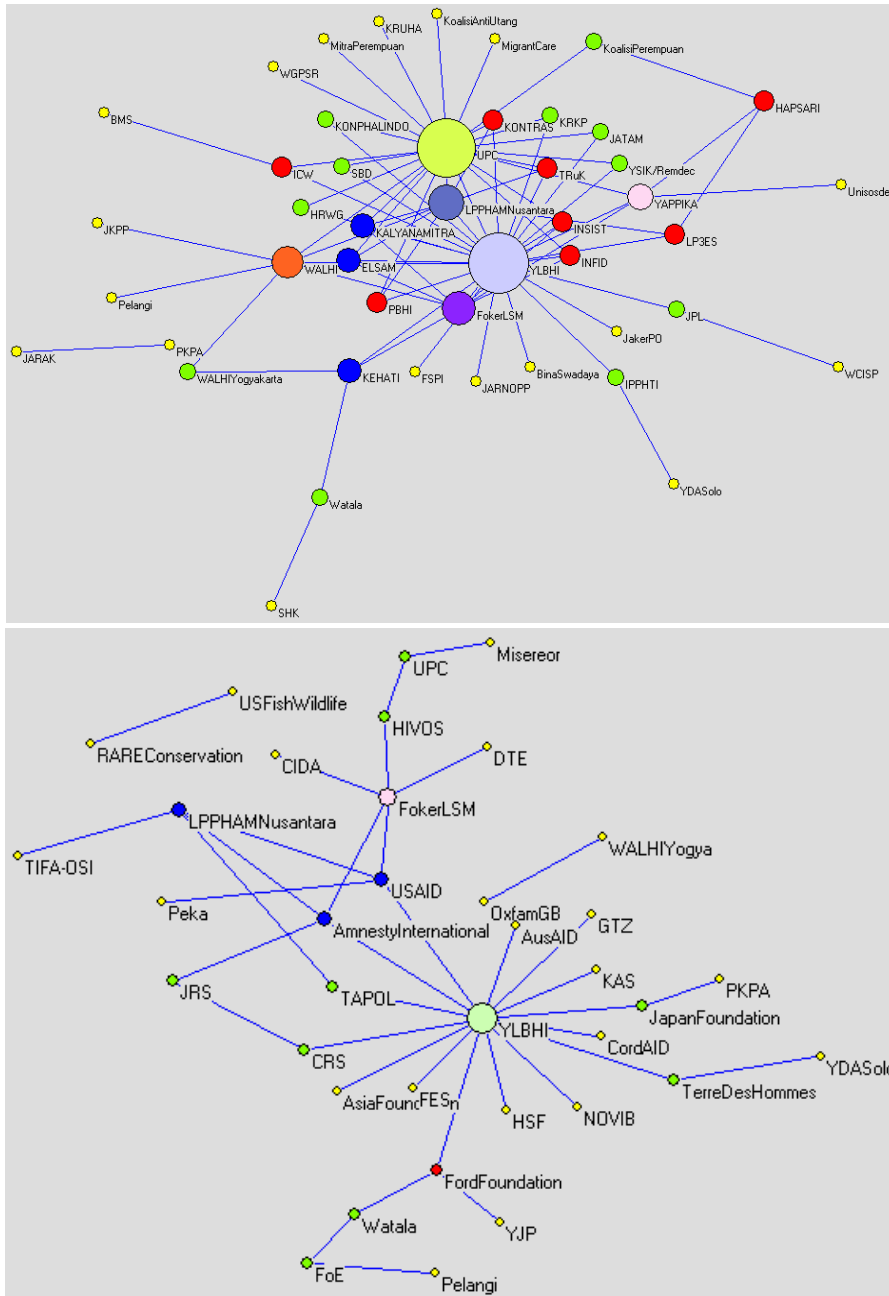 KoalisiAntiUtang
KRUHA
MitraPerempuan
MigrantCare
KoalisiPerempuan
WGPSR
HAPSARI
BMS
KONPHALINDO
KONTRAS
KRKP
JATAM
UPC
ICW
SBD
TRuK
YSIK/Remdec
Unisosdem
YAPPIKA
LPPHAMNusantara
HRWG
KALYANAMITRA
INSIST
JKPP
LP3ES
WALHI
ELSAM
YLBHI
INFID
Pelangi
PBHI
FokerLSM
JPL
JakerPO
PKPA
JARAK
WALHIYogyakarta
KEHATI
FSPI
BinaSwadaya
WCISP
JARNOPP
IPPHTI
YDASolo
Watala
SHK
UPC
Misereor
USFishWildlife
HIVOS
RAREConservation
CIDA
DTE
FokerLSM
LPPHAMNusantara
WALHIYogya
TIFA-OSI
USAID
Peka
OxfamGB
AmnestyInternational
AusAID
GTZ
KAS
JRS
TAPOL
PKPA
JapanFoundation
YLBHI
CordAID
CRS
YDASolo
TerreDesHommes
FES
HSF
NOVIB
FordFoundation
Watala
YJP
FoE
Pelangi